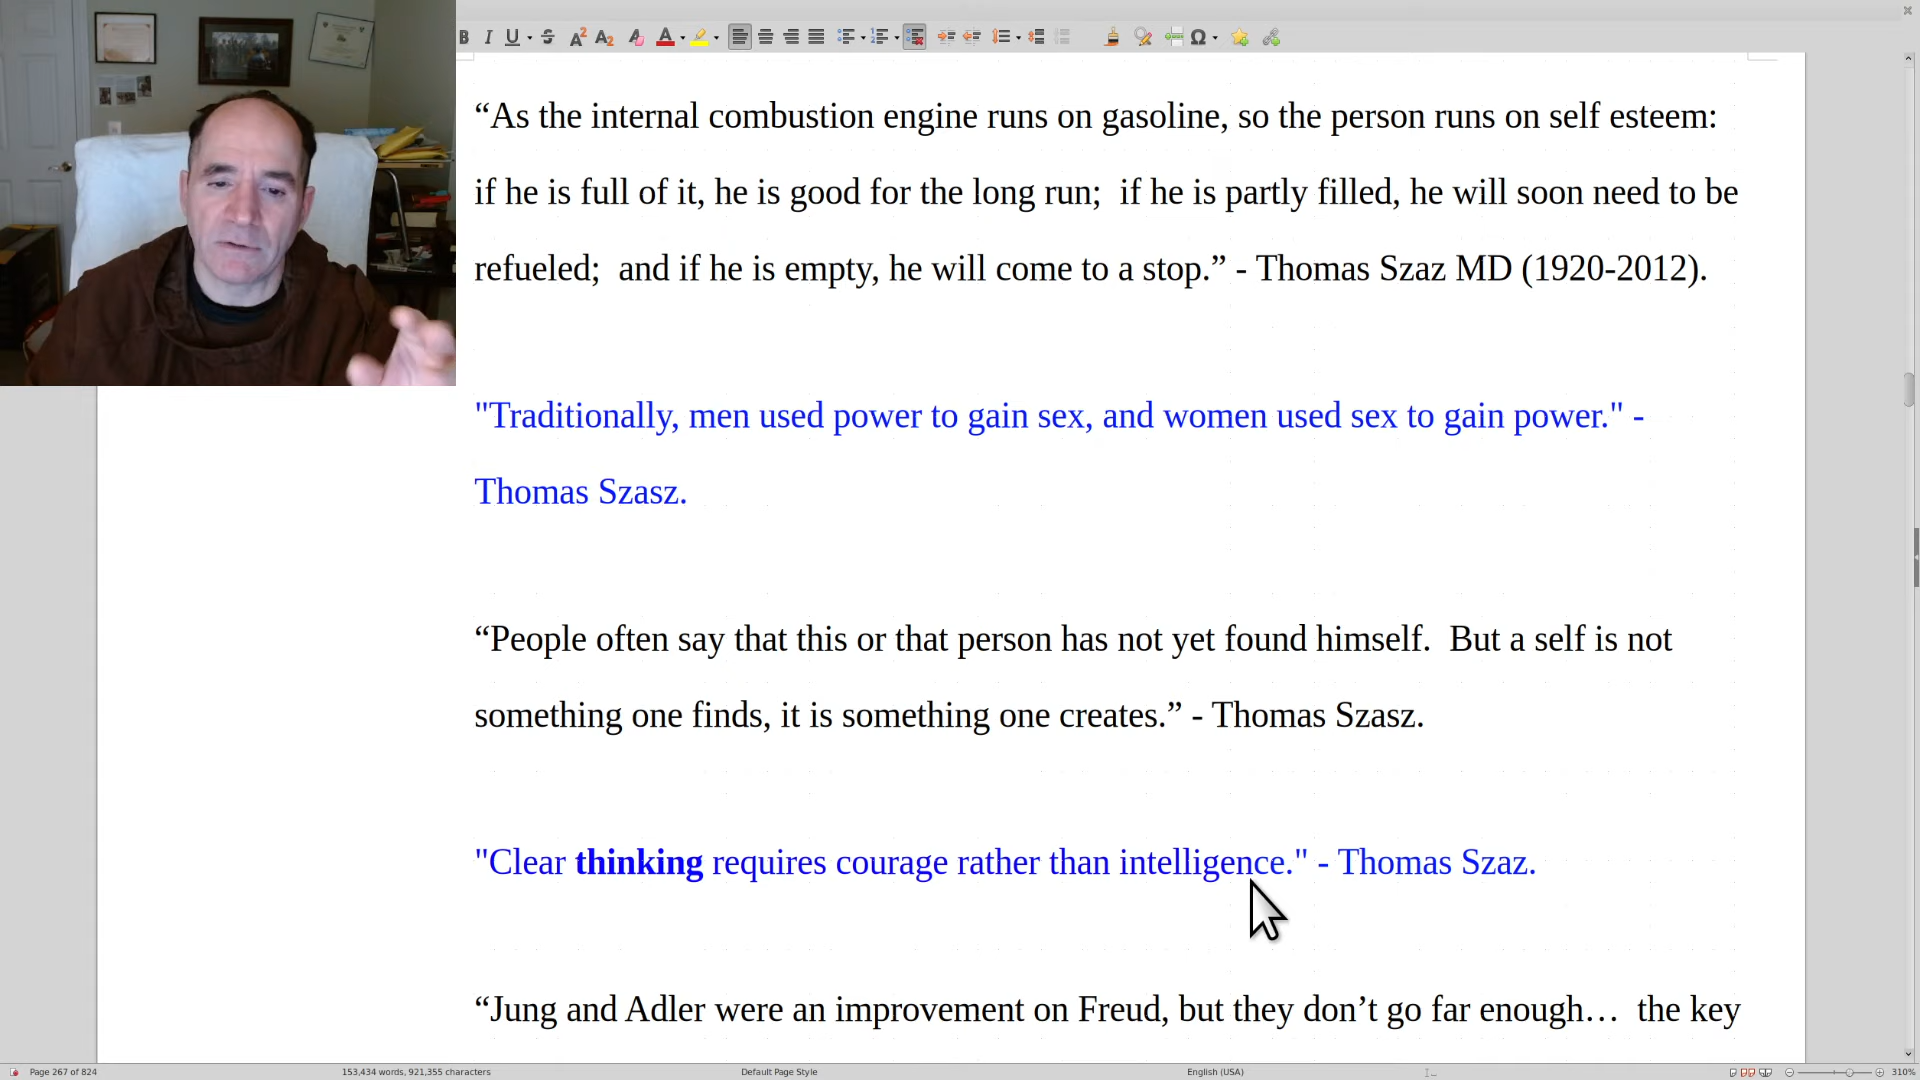 “As the internal combustion engine runs on gasoline, so the person runs on self esteem:
if he is full of it, he is good for the long run;  if he is partly filled, he will soon need to be
refueled;  and if he is empty, he will come to a stop.” - Thomas Szaz MD (1920-2012).
"Traditionally, men used power to gain sex, and women used sex to gain power." -
Thomas Szasz.
“People often say that this or that person has not yet found himself.  But a self is not
something one finds, it is something one creates.” - Thomas Szasz.
"Clear thinking requires courage rather than intelligence." - Thomas Szaz.
“Jung and Adler were an improvement on Freud, but they don’t go far enough…  the key
Page 267 of 824
153,434 words, 921,355 characters
Default Page Style
English (USA)
310%